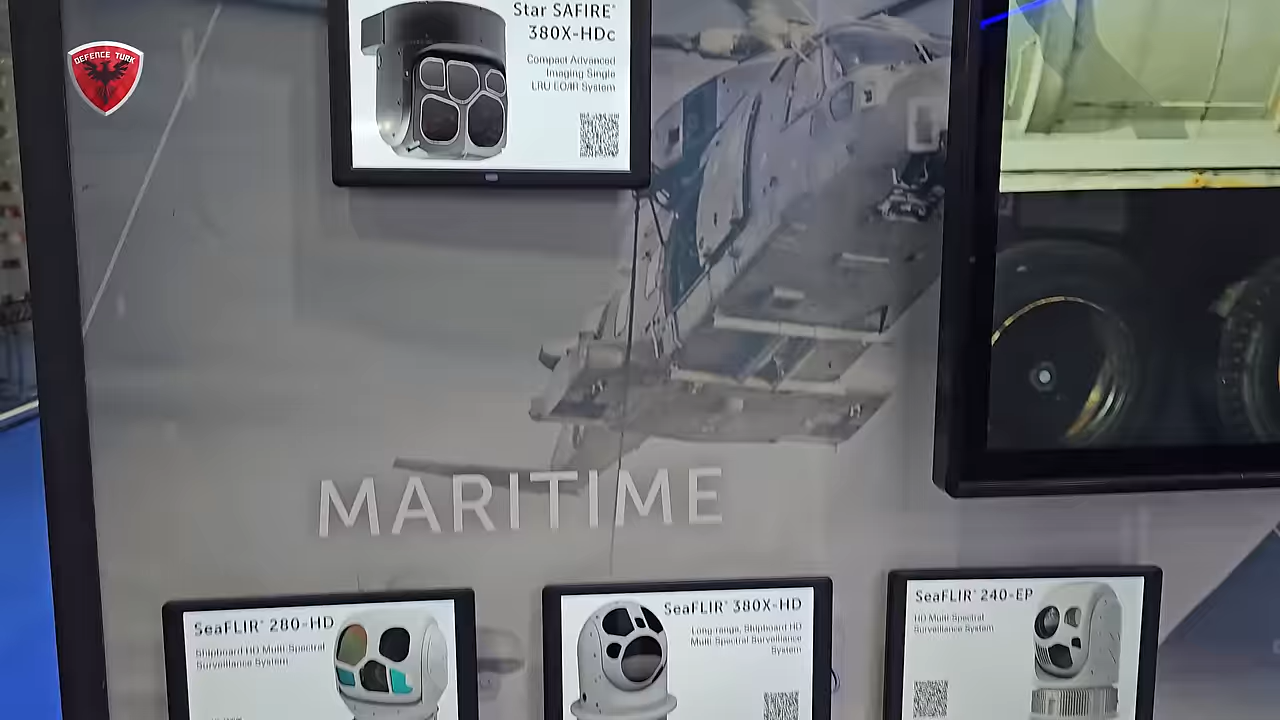 DEFENCE TURK
Star SAFIRE®
380X-HDc
Compact Advanced
Imaging Single
LRU EO/IR System
MARITIME
SeaFLIR® 280-HD
Shipboard HD Multi-Spectral
Surveillance System
SeaFLIR® 380X-HD
Long-range, Shipboard HD
Multi Spectral Surveillance
System
SeaFLIR® 240-EP
HD Multi-Spectral
Surveillance System